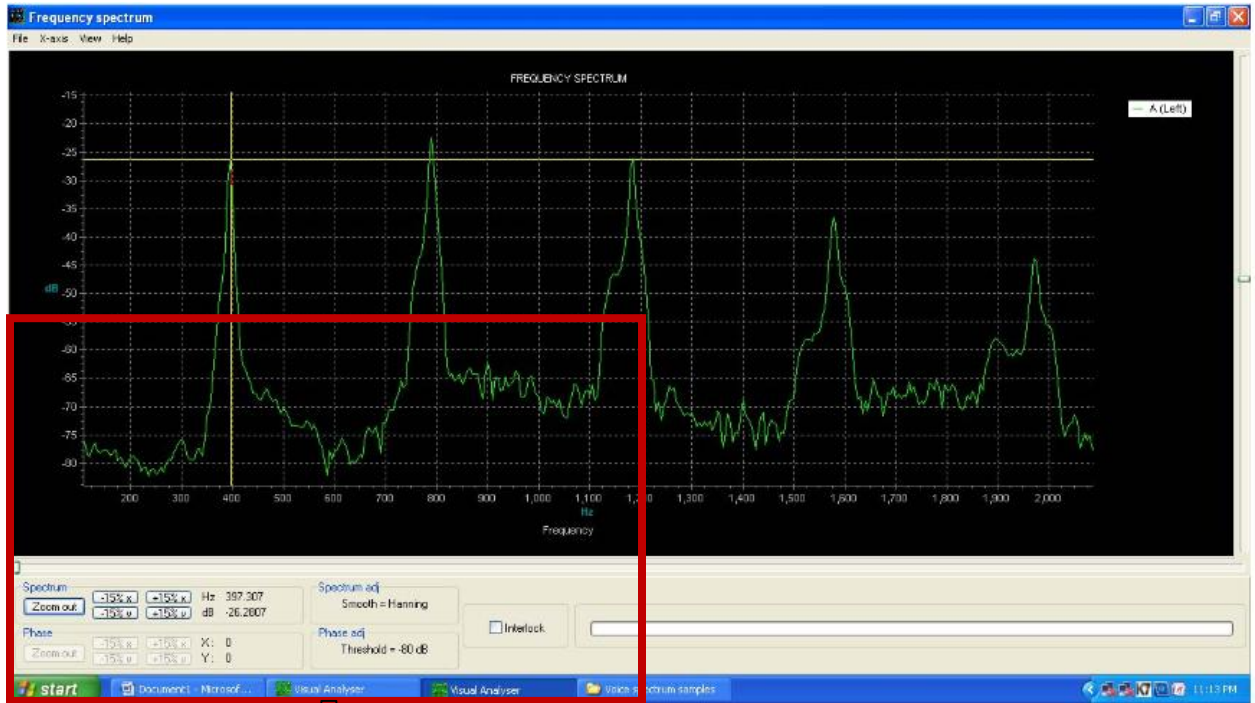 Frequency spectrum
File X-axis View Help
FREQUENCY SPECTRUM
A (Left)
-15
-20
-25
-30
-35
-40
-45
dB -50
-55
-60
-65
-70
-75
-80
200 300 400 500 600 700 800 900 1,000 1,100 1,300 1,400 1,500 1,600 1,700 1,800 1,900 2,000
Hz
Frequency
Spectrum
Zoom out -15% x +15% x Hz 397.307
-15% y +15% y dB -26.2807
Spectrum adj
Smooth = Hanning
Phase
Zoom out -15% x +15% x X: 0
-15% y +15% y Y: 0
Phase adj
Threshold = -80 dB
Interlock
start Document1 - Microsof... Visual Analyser Visual Analyser Voice spectrum samples 11:13 PM